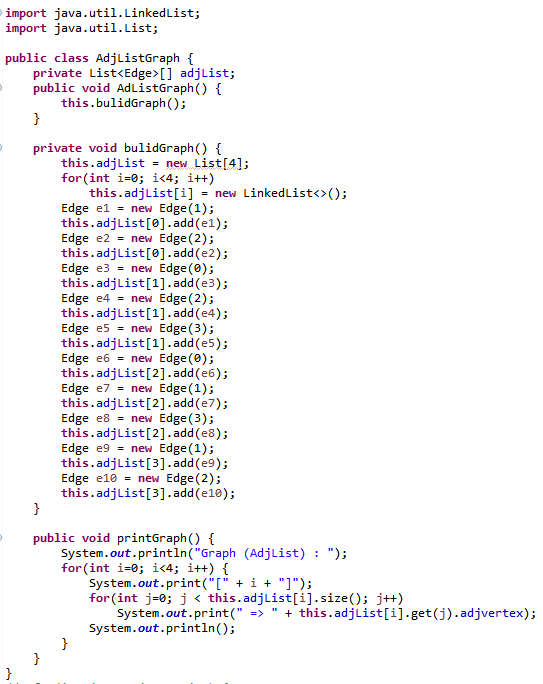 import java.util.LinkedList;
import java.util.List;
public class AdjListGraph {
private List<Edge>[] adjList;
public void AdListGraph() {
this.bulidGraph();
}
private void bulidGraph() {
this.adjList = new List[4];
for(int i=0; i<4; i++)
this.adjList[i] = new LinkedList<>();
Edge e1 = new Edge(1);
this.adjList[0].add(e1);
Edge e2 = new Edge(2);
this.adjList[0].add(e2);
Edge e3 = new Edge(0);
this.adjList[1].add(e3);
Edge e4 = new Edge(2);
this.adjList[1].add(e4);
Edge e5 = new Edge(3);
this.adjList[1].add(e5);
Edge e6 = new Edge(0);
this.adjList[2].add(e6);
Edge e7 = new Edge(1);
this.adjList[2].add(e7);
Edge e8 = new Edge(3);
this.adjList[2].add(e8);
Edge e9 = new Edge(1);
this.adjList[3].add(e9);
Edge e10 = new Edge(2);
this.adjList[3].add(e10);
}
public void printGraph() {
System.out.println("Graph (AdjList) : ");
for(int i=0; i<4; i++) {
System.out.print("[" + i + "]");
for(int j=0; j < this.adjList[i].size(); j++)
System.out.print(" => " + this.adjList[i].get(j).adjvertex);
System.out.println();
}
}
}